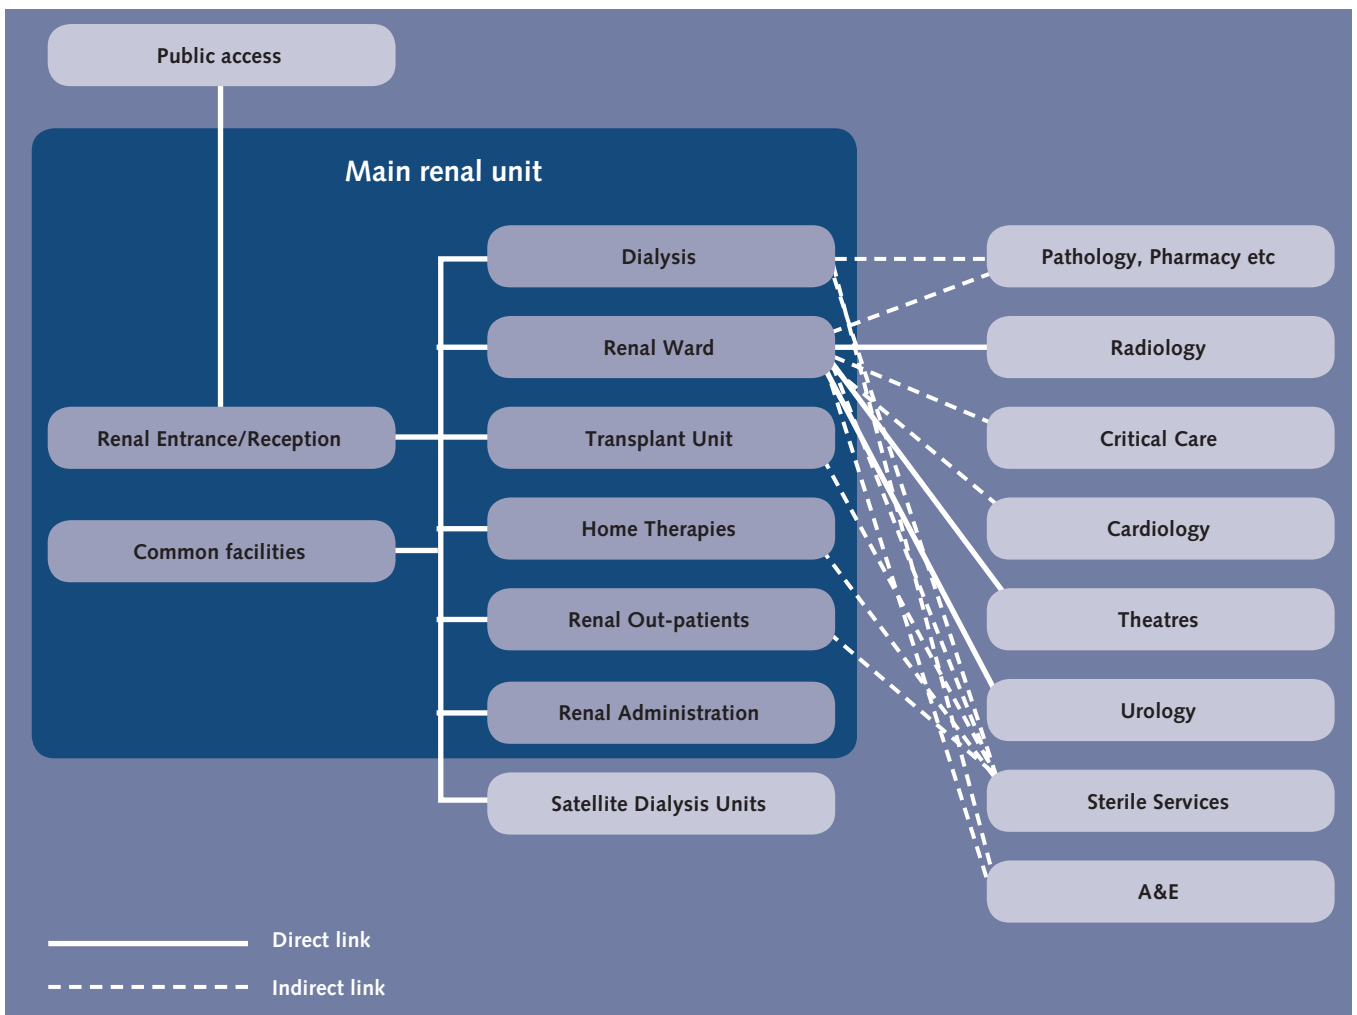 Public access
Main renal unit
Dialysis
Pathology, Pharmacy etc
Renal Ward
Radiology
Renal Entrance/Reception
Transplant Unit
Critical Care
Common facilities
Home Therapies
Cardiology
Renal Out-patients
Theatres
Renal Administration
Urology
Satellite Dialysis Units
Sterile Services
A&E
Direct link
Indirect link